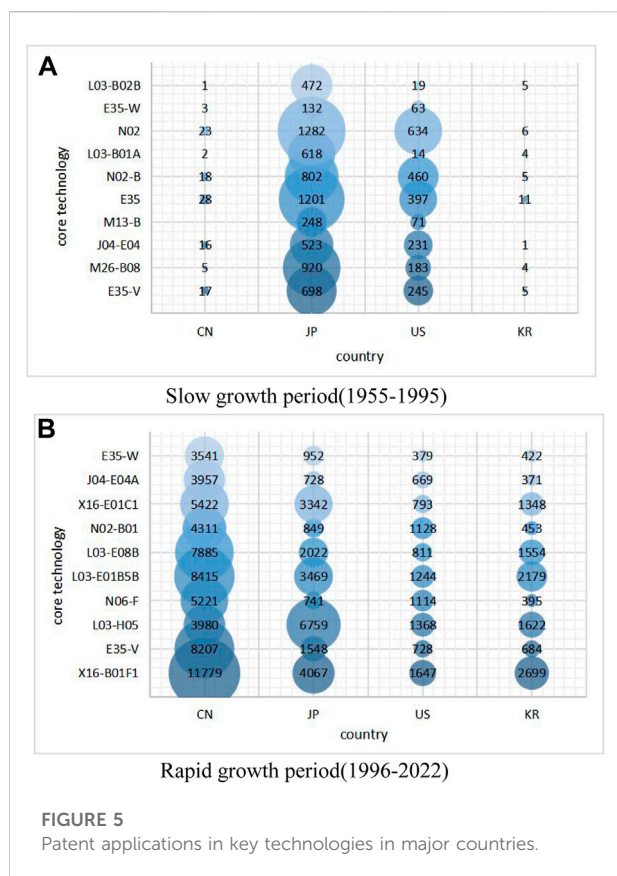 A
core technology
L03-B02B 1 472 19 5
E35-W 3 132 63
N02 23 1282 634 6
L03-B01A 2 618 14 4
N02-B 18 802 460 5
E35 28 1201 397 11
M13-B 248 71
J04-E04 16 523 231 1
M26-B08 5 920 183 4
E35-V 17 698 245 5
CN JP US KR
country
Slow growth period(1955-1995)
B
core technology
E35-W 3541 952 379 422
J04-E04A 3957 728 669 371
X16-E01C1 5422 3342 793 1348
N02-B01 4311 849 1128 453
L03-E08B 7885 2022 811 1554
L03-E01B5B 8415 3469 1244 2179
N06-F 5221 741 1114 395
L03-H05 3980 6759 1368 1622
E35-V 8207 1548 728 684
X16-B01F1 11779 4067 1647 2699
CN JP US KR
country
Rapid growth period(1996-2022)
FIGURE 5
Patent applications in key technologies in major countries.